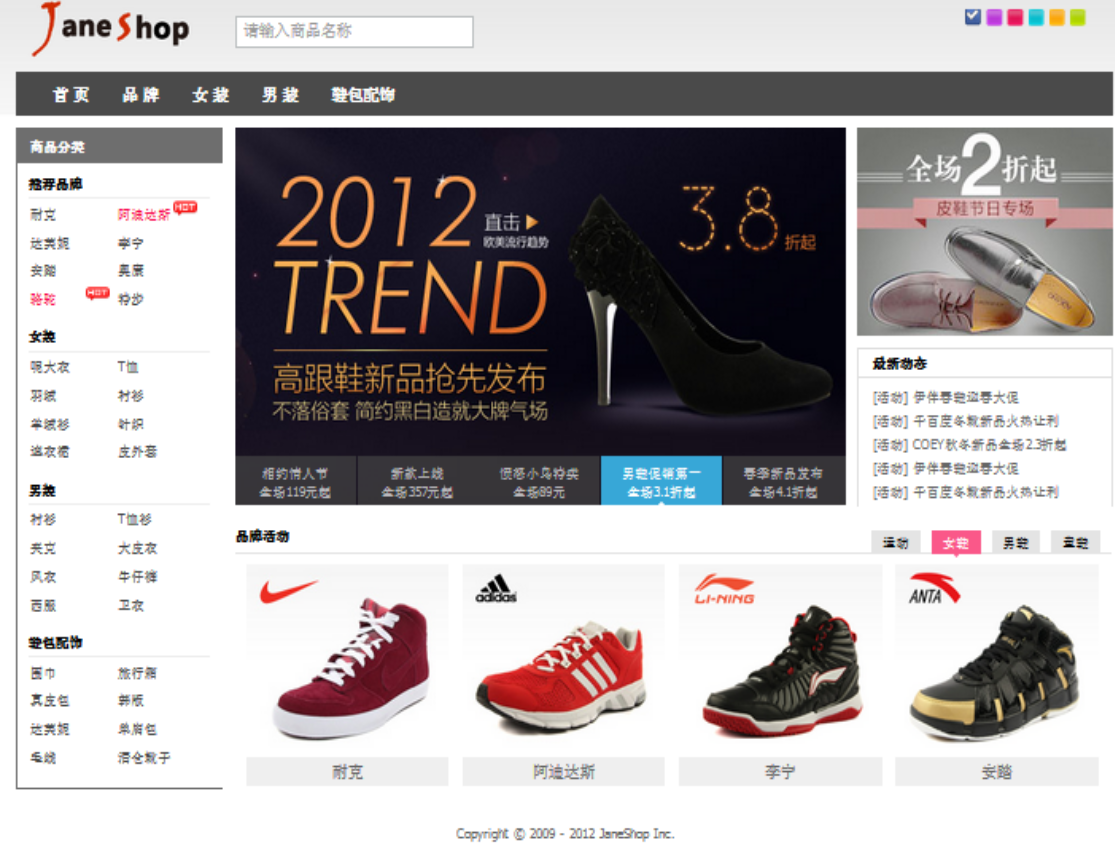 JaneShop
请输入商品名称
首页 品牌 女装 男装 鞋包配饰
商品分类
推荐品牌
耐克 阿迪达斯 HOT
达芙妮 李宁
安踏 奥康
骆驼 HOT 特步
女装
呢大衣 T恤
羽绒 衬衫
羊绒衫 针织
连衣裙 皮外套
男装
衬衫 T恤衫
夹克 大皮衣
风衣 牛仔裤
西服 卫衣
鞋包配饰
围巾 旅行箱
真皮包 韩版
达芙妮 单肩包
毛线 清仓靴子
2012
直击
欧美流行趋势
TREND
3.8折起
高跟鞋新品抢先发布
不落俗套 简约黑白造就大牌气场
相约情人节
全场119元起
新款上线
全场357元起
愤怒小鸟特卖
全场89元
男鞋促销第一
全场3.1折起
春季新品发布
全场4.1折起
全场2折起
皮鞋节日专场
最新动态
[活动] 伊伴春鞋迎春大促
[活动] 千百度冬靴新品火热让利
[活动] COEY秋冬新品全场2.3折起
[活动] 伊伴春鞋迎春大促
[活动] 千百度冬靴新品火热让利
品牌活动
运动 女鞋 男鞋 童鞋
adidas
LI-NING
ANTA
耐克
阿迪达斯
李宁
安踏
Copyright © 2009 - 2012 JaneShop Inc.